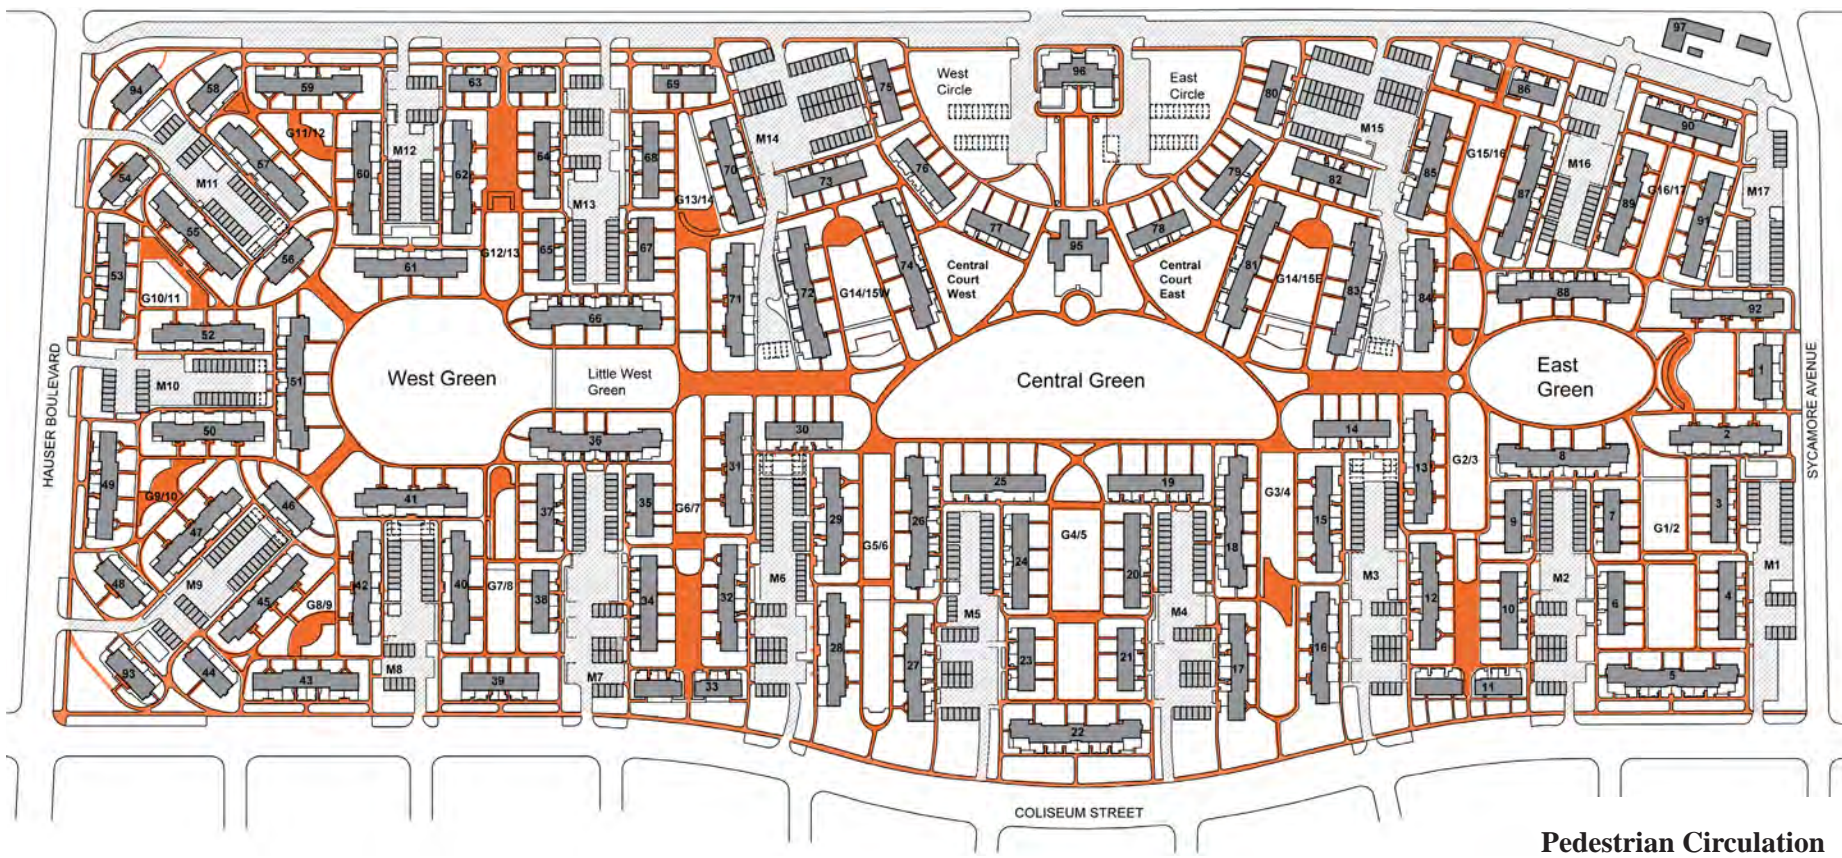 97
94
58
59
63
69
75
West
Circle
96
East
Circle
80
86
90
G11/12
M12
M14
M15
57
60
62
64
68
70
73
76
79
82
85
G15/16
87
M16
89
G16/17
91
M17
54
M11
55
56
M13
G13/14
53
61
G12/13
65
67
71
72
G14/15W
74
77
95
78
Central
Court
West
Central
Court
East
81
G14/15E
83
84
88
92
G10/11
52
51
66
HAUSER BOULEVARD
M10
West Green
Little West
Green
Central Green
East
Green
1
SYCAMORE AVENUE
50
36
30
14
31
13
G2/3
8
2
49
G9/10
47
46
41
37
35
G6/7
29
26
25
19
18
G3/4
15
9
7
G1/2
3
G5/6
G4/5
24
20
48
M9
45
G8/9
42
40
G7/8
38
34
32
M6
M5
M4
M3
12
10
M2
6
4
M1
93
44
43
M8
39
M7
33
28
27
23
21
17
16
11
5
22
COLISEUM STREET
Pedestrian Circulation